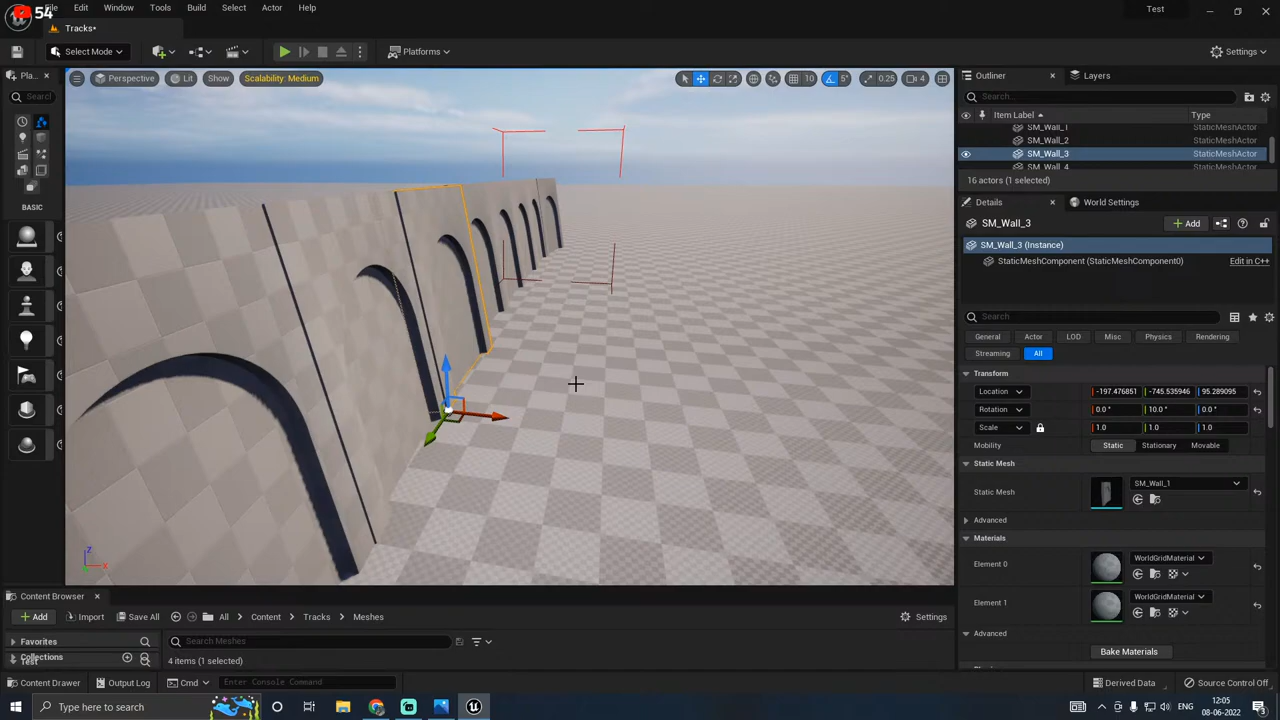 54 File Edit Window Tools Build Select Actor Help Test
Tracks•
Select Mode Platforms Settings
Pla... Outliner Layers
Search Perspective Lit Show Scalability: Medium 10 5° 0.25 4 Search...
Item Label Type
SM_Wall_1 StaticMeshActor
SM_Wall_2 StaticMeshActor
SM_Wall_3 StaticMeshActor
SM_Wall_4 StaticMeshActor
16 actors (1 selected)
BASIC
Details World Settings
SM_Wall_3 Add
SM_Wall_3 (Instance)
StaticMeshComponent (StaticMeshComponent0) Edit in C++
Search
General Actor LOD Misc Physics Rendering
Streaming All
Transform
Location -197.476851 -745.535946 95.289095
Rotation 0.0 ° 10.0 ° 0.0 °
Scale 1.0 1.0 1.0
Mobility Static Stationary Movable
Static Mesh
Static Mesh SM_Wall_1
Advanced
Materials
Element 0 WorldGridMaterial
Element 1 WorldGridMaterial
Advanced
Bake Materials
Z
X
Content Browser
Add Import Save All All Content Tracks Meshes Settings
Favorites Search Meshes
Test
Collections 4 items (1 selected)
Content Drawer Output Log Cmd Enter Console Command Derived Data Source Control Off
Type here to search 12:05
08-06-2022